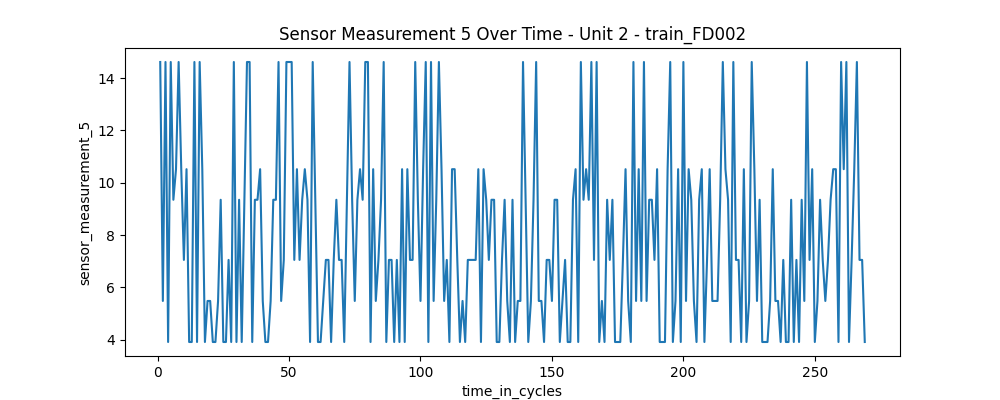 Sensor Measurement 5 Over Time - Unit 2 - train_FD002
sensor_measurement_5
14
12
10
8
6
4
0 50 100 150 200 250
time_in_cycles